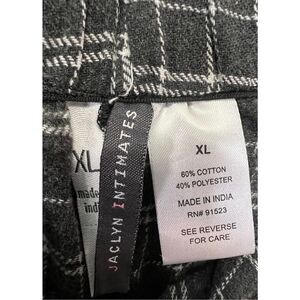 XL
made
indi
JACLYN INTIMATES
XL
60% COTTON
40% POLYESTER
MADE IN INDIA
RN# 91523
SEE REVERSE
FOR CARE